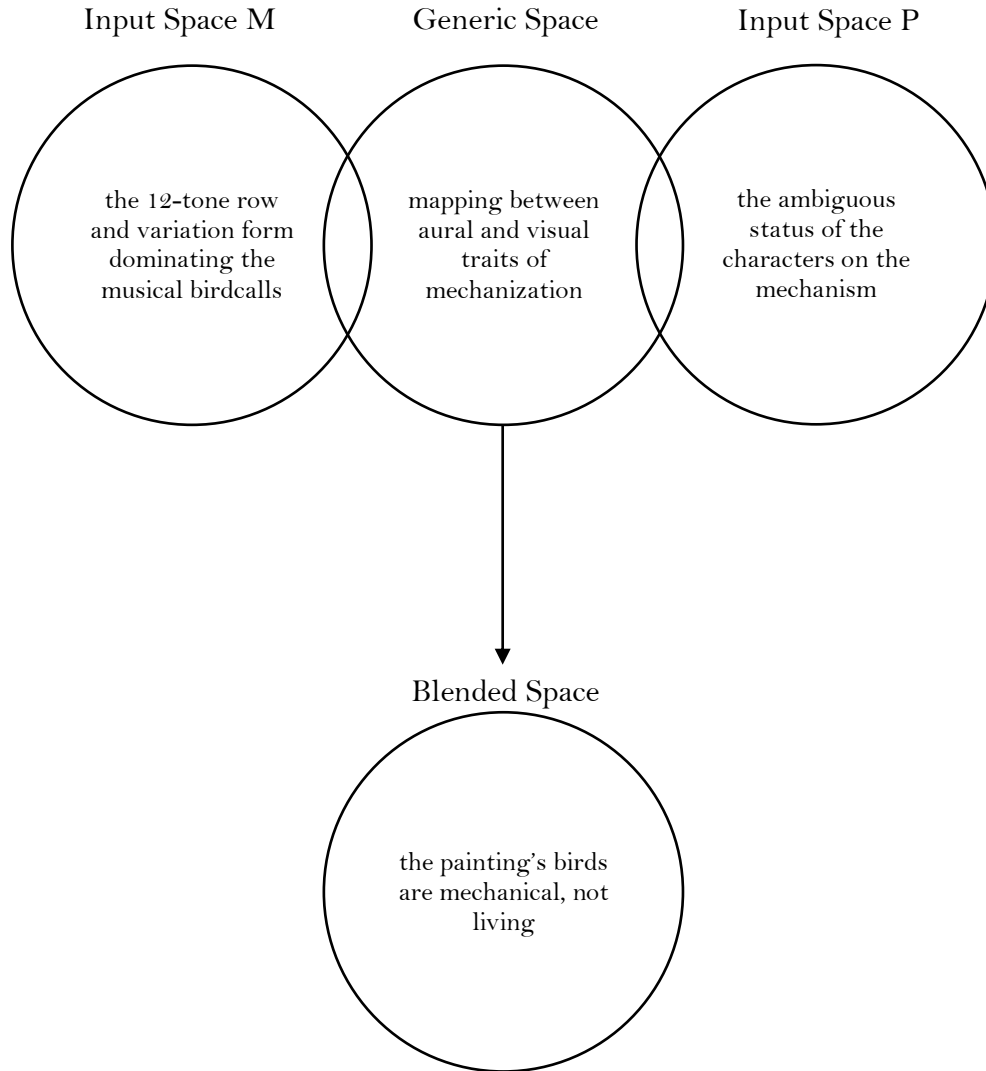 Input Space M
Generic Space
Input Space P
the 12-tone row
and variation form
dominating the
musical birdcalls
mapping between
aural and visual
traits of
mechanization
the ambiguous
status of the
characters on the
mechanism
Blended Space
the painting’s birds
are mechanical, not
living